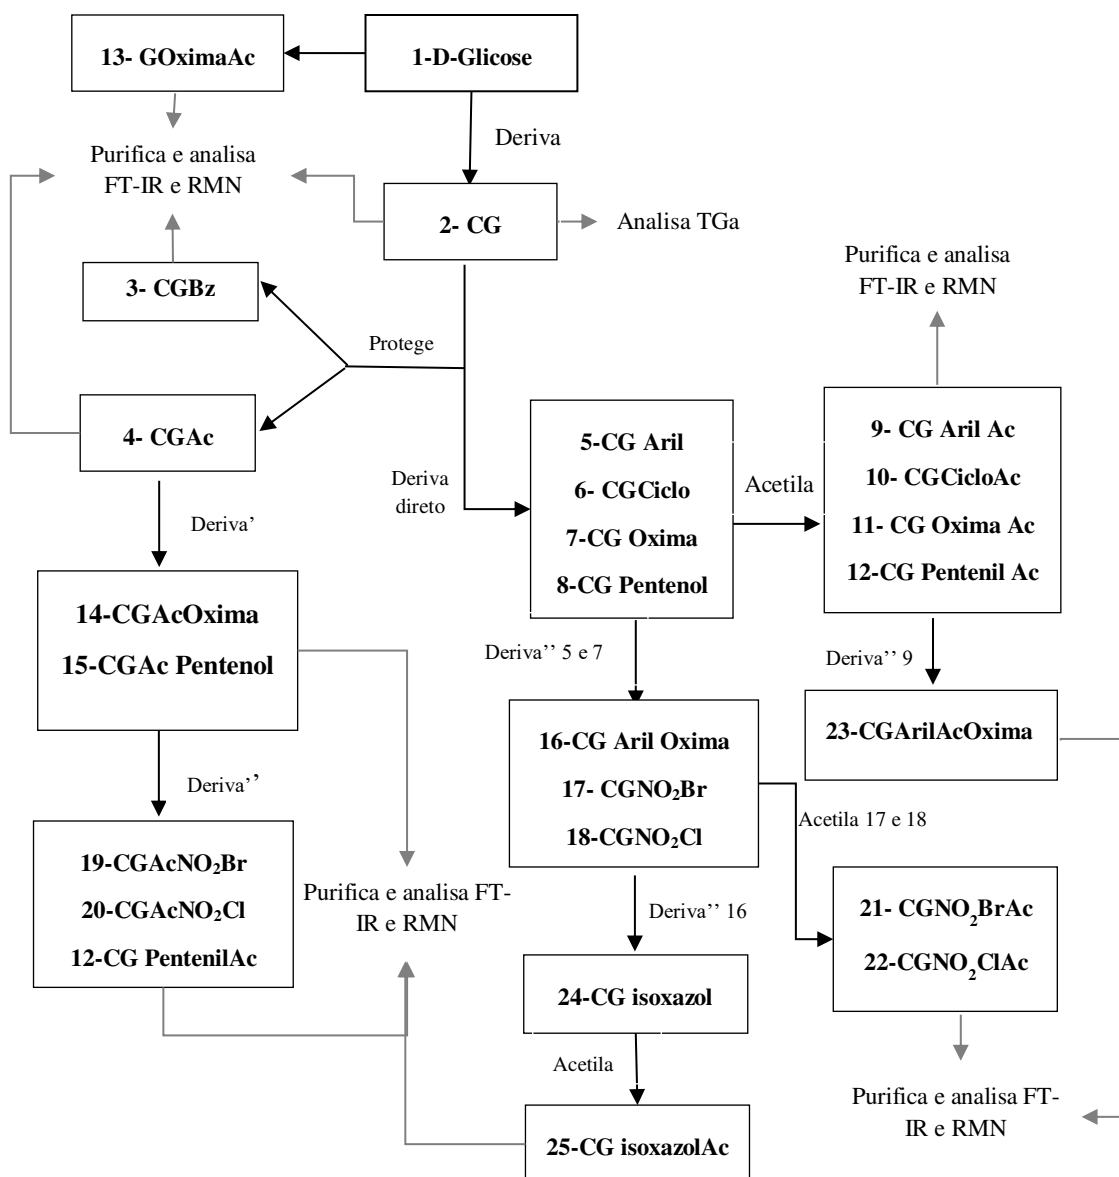 13- GOximaAc
1-D-Glicose
Deriva
Purifica e analisa
FT-IR e RMN
2- CG
Analisa TGa
3- CGBz
Protege
Purifica e analisa
FT-IR e RMN
4- CGAc
Deriva
direto
5-CG Aril
6- CGCiclo
7-CG Oxima
8-CG Pentenol
Acetila
9- CG Aril Ac
10- CGCicloAc
11- CG Oxima Ac
12-CG Pentenil Ac
Deriva’
14-CGAcOxima
15-CGAc Pentenol
Deriva’’ 5 e 7
Deriva’’ 9
16-CG Aril Oxima
17- CGNO₂Br
18-CGNO₂Cl
23-CGArilAcOxima
Deriva’’
Acetila 17 e 18
19-CGAcNO₂Br
20-CGAcNO₂Cl
12-CG PentenilAc
Purifica e analisa FT-
IR e RMN
Deriva’’ 16
21- CGNO₂BrAc
22-CGNO₂ClAc
24-CG isoxazol
Acetila
25-CG isoxazolAc
Purifica e analisa FT-
IR e RMN